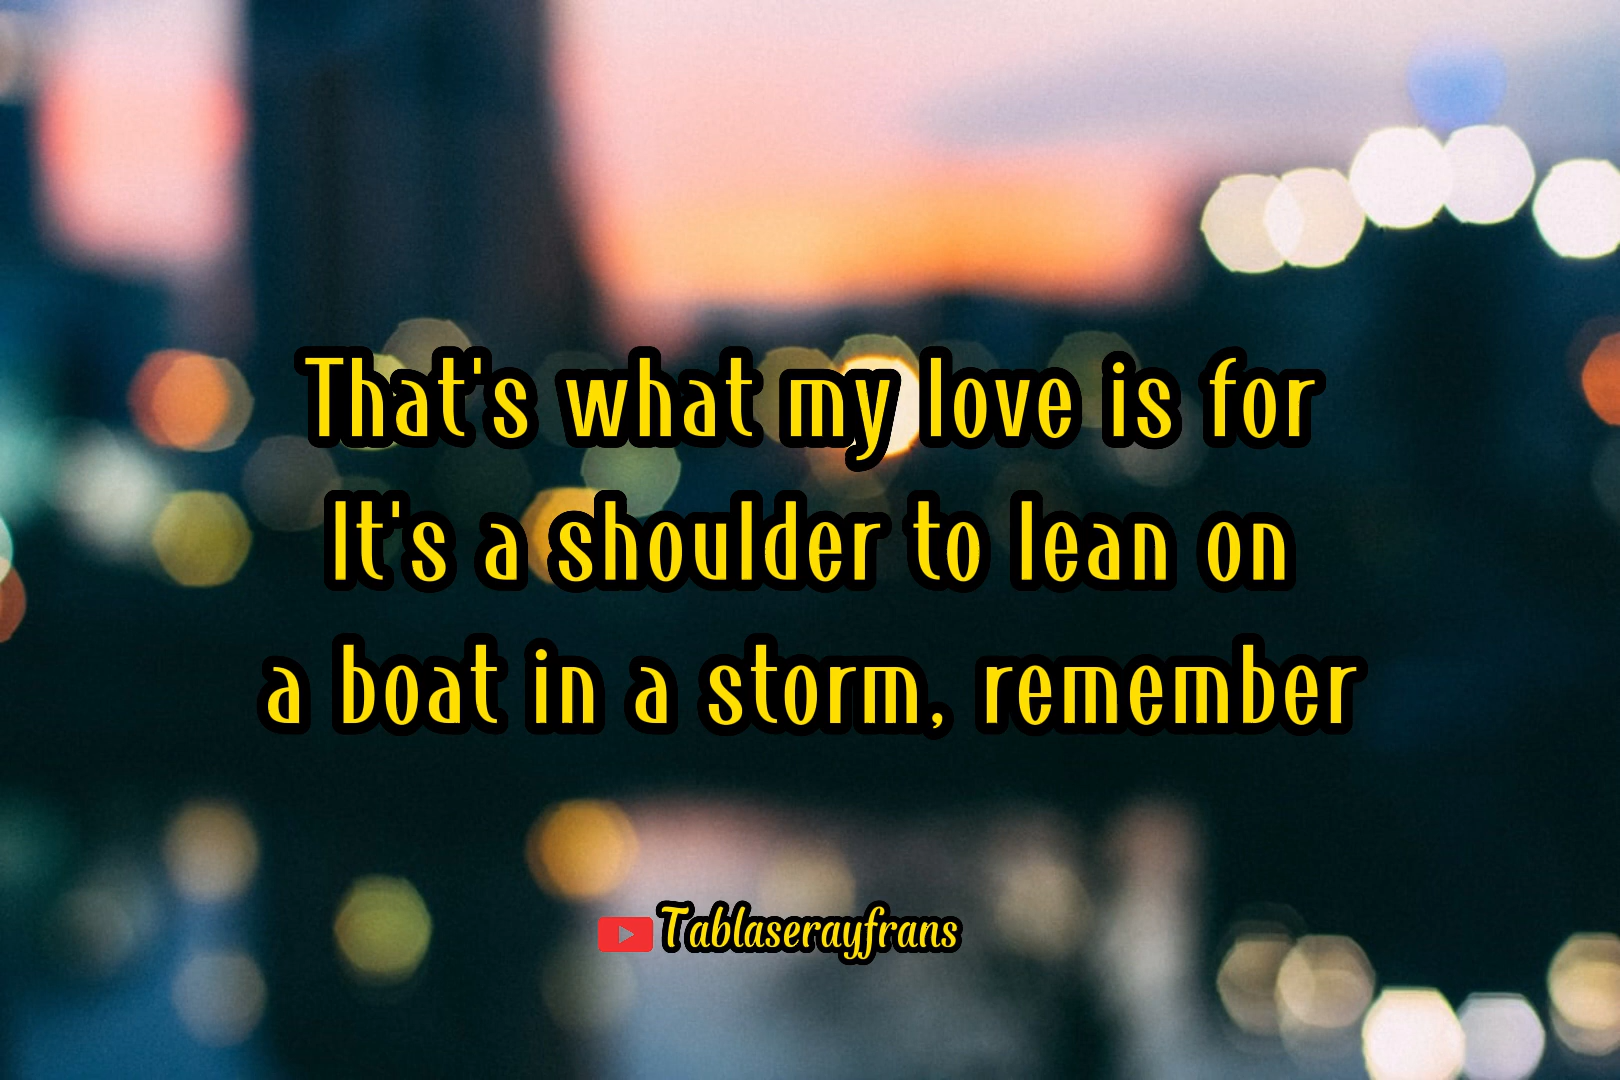 That's what my love is for
It's a shoulder to lean on
a boat in a storm, remember
Tablaserayfrans